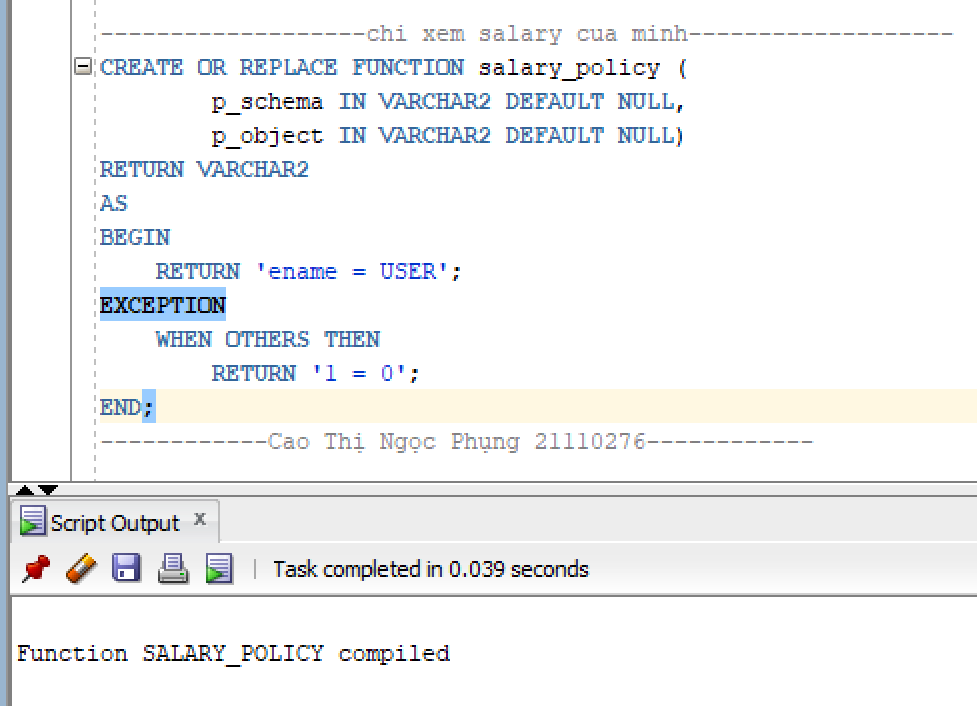 -------------------chi xem salary cua minh-------------------
CREATE OR REPLACE FUNCTION salary_policy (
        p_schema IN VARCHAR2 DEFAULT NULL,
        p_object IN VARCHAR2 DEFAULT NULL)
RETURN VARCHAR2
AS
BEGIN
    RETURN 'ename = USER';
EXCEPTION
    WHEN OTHERS THEN
        RETURN '1 = 0';
END;
------------Cao Thị Ngọc Phụng 21110276------------
Script Output x
Task completed in 0.039 seconds
Function SALARY_POLICY compiled